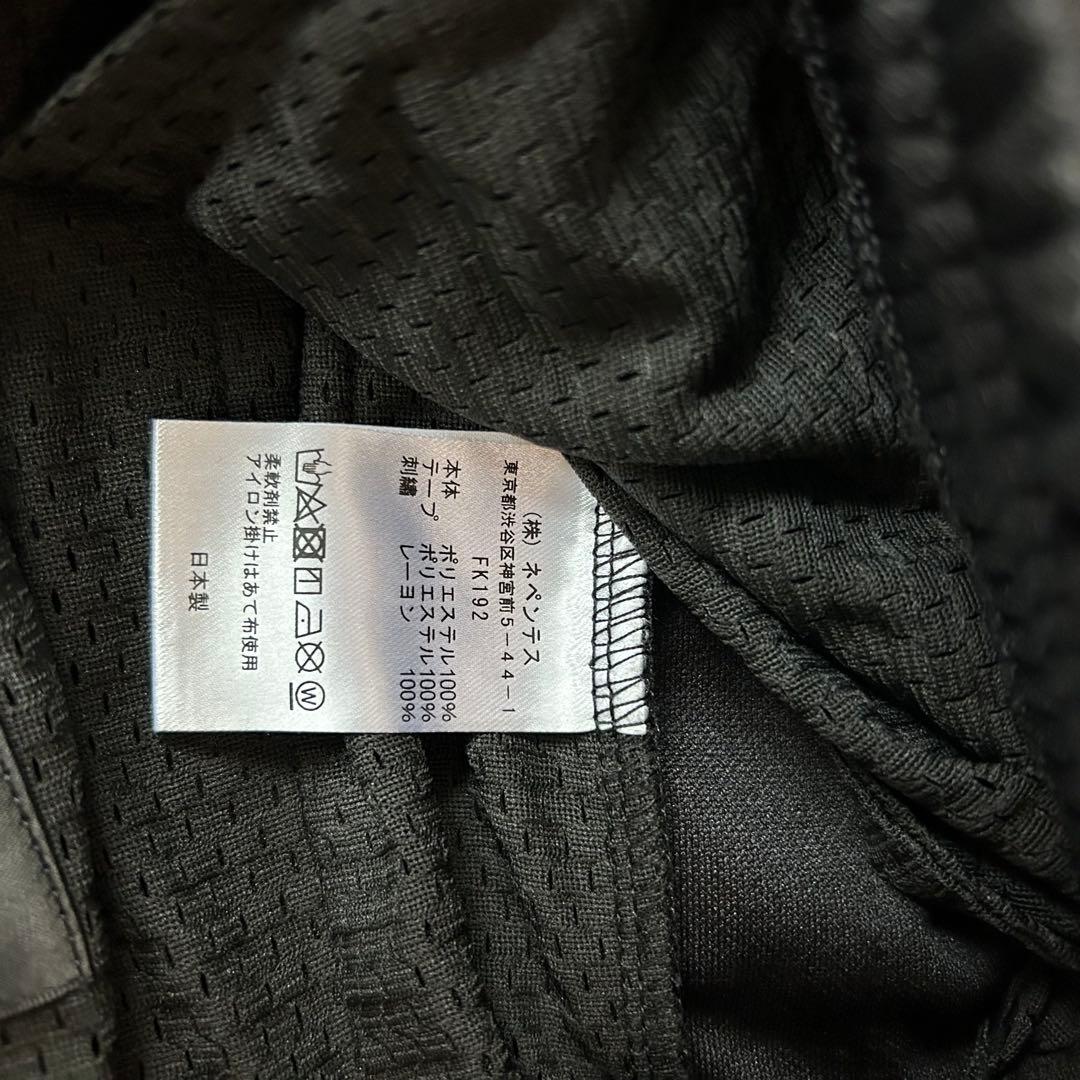 (株)ネペンテス
東京都渋谷区神宮前5-44-1
FK192
本体 ポリエステル100%
テープ ポリエステル100%
刺繍 レーヨン 100%
W
柔軟剤禁止
アイロン掛けはあて布使用
日本製